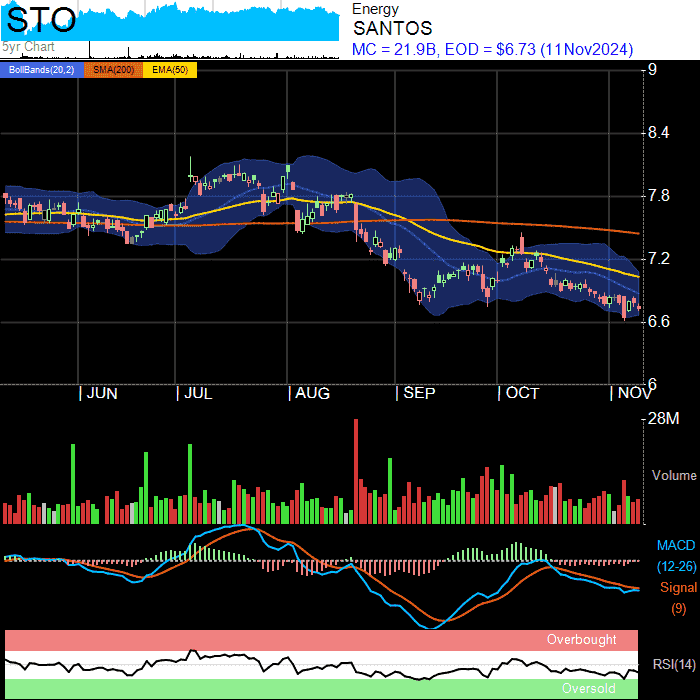 STO
5yr Chart
Energy
SANTOS
MC = 21.9B, EOD = $6.73 (11Nov2024)
BollBands(20,2) SMA(200) EMA(50)
9
8.4
7.8
7.2
6.6
6
JUN JUL AUG SEP OCT NOV
28M
Volume
MACD
(12-26)
Signal
(9)
Overbought
RSI(14)
Oversold